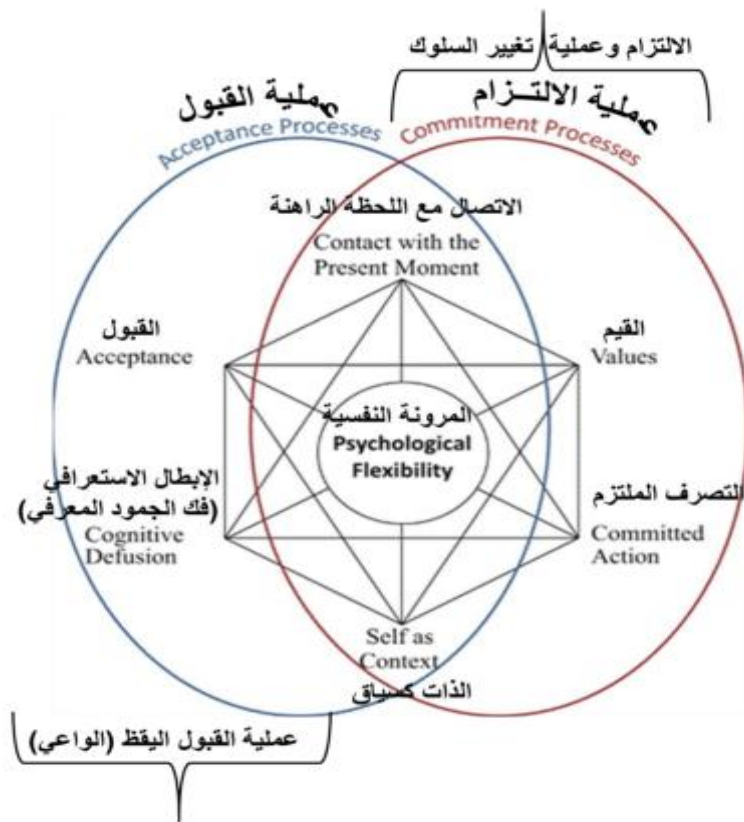 الالتزام وعملية تغيير السلوك
عملية القبول
عملية الالتــزام
Acceptance Processes
Commitment Processes
الاتصال مع اللحظة الراهنة
Contact with the
Present Moment
القبول
Acceptance
القيم
Values
المرونة النفسية
Psychological
Flexibility
الإبطال الاستعرافي
(فك الجمود المعرفي)
Cognitive
Defusion
التصرف الملتزم
Committed
Action
Self as
Context
الذات كسياق
عملية القبول اليقظ (الواعي)